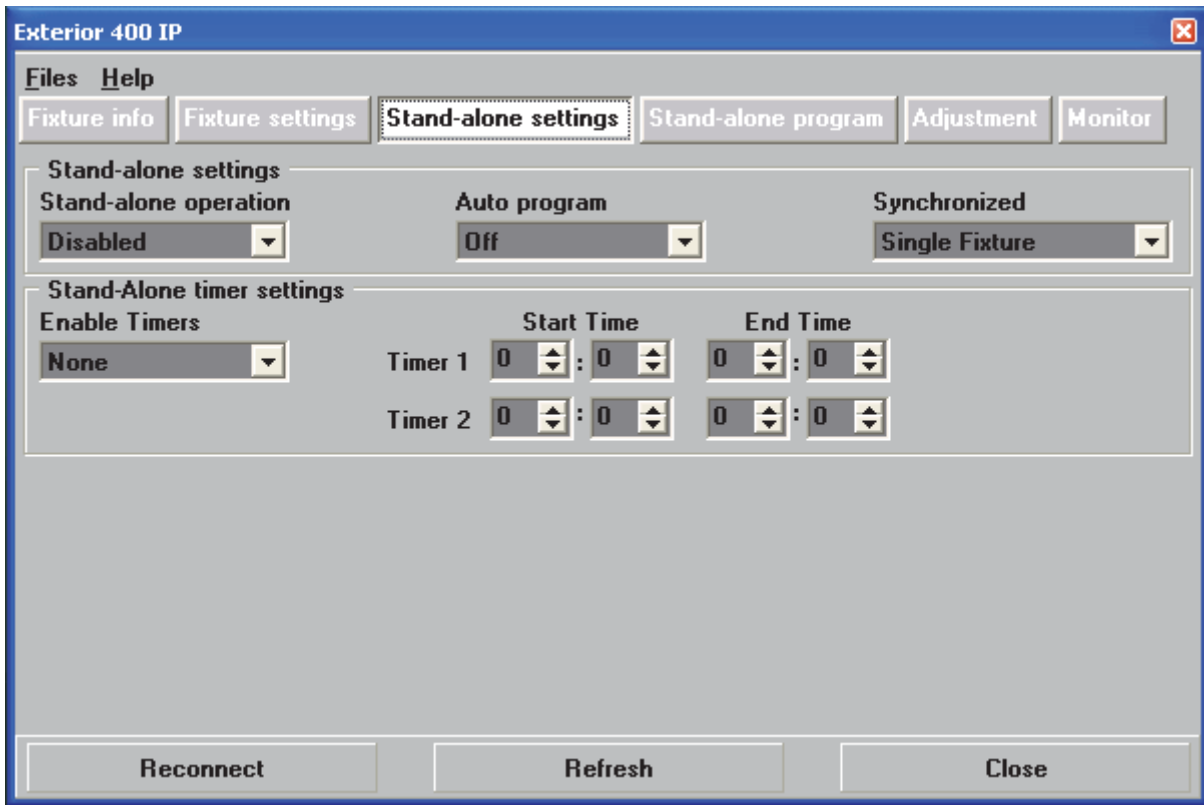 Exterior 400 IP
Files Help
Fixture info Fixture settings Stand-alone settings Stand-alone program Adjustment Monitor
Stand-alone settings
Stand-alone operation Auto program Synchronized
Disabled Off Single Fixture
Stand-Alone timer settings
Enable Timers Start Time End Time
None Timer 1 0 : 0 0 : 0
Timer 2 0 : 0 0 : 0
Reconnect Refresh Close